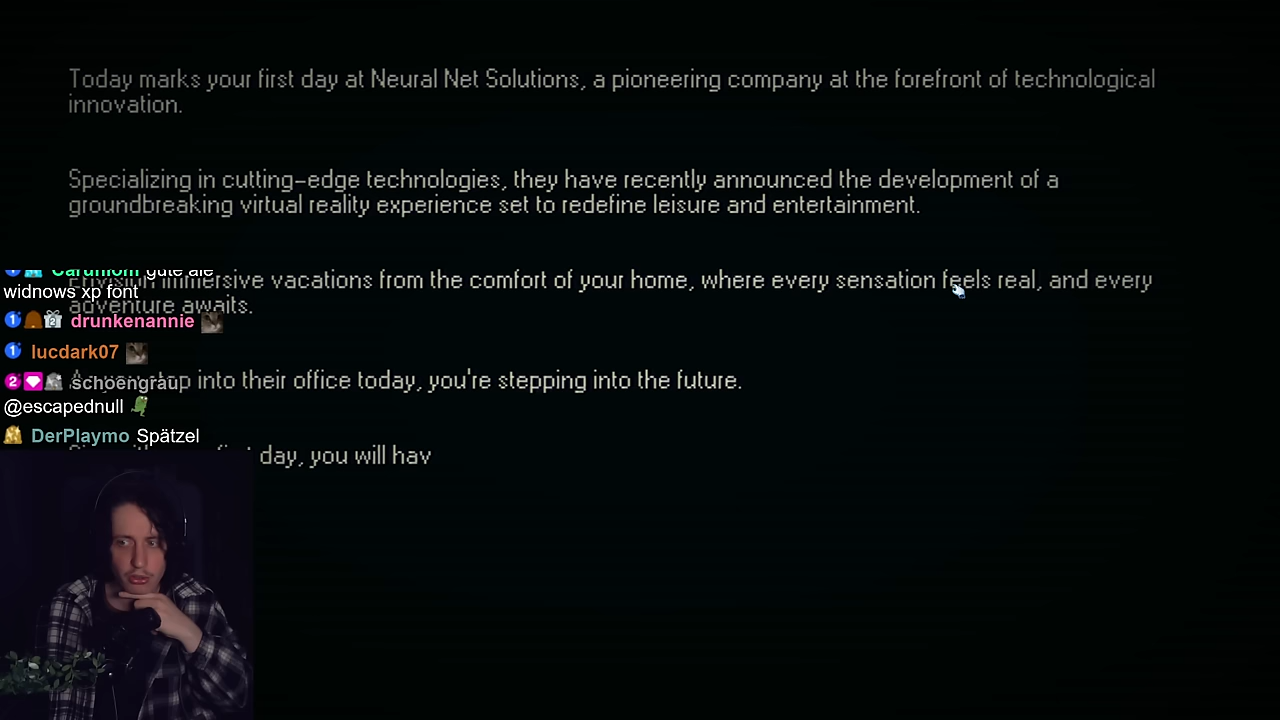 Today marks your first day at Neural Net Solutions, a pioneering company at the forefront of technological
innovation.
Specializing in cutting-edge technologies, they have recently announced the development of a
groundbreaking virtual reality experience set to redefine leisure and entertainment.
immersive vacations from the comfort of your home, where every sensation feels real, and every
adventure awaits.
into their office today, you're stepping into the future.
day, you will hav
gute ale
widnows xp font
drunkenannie
lucdark07
schoengrau
@escapednull
DerPlaymo Spätzel